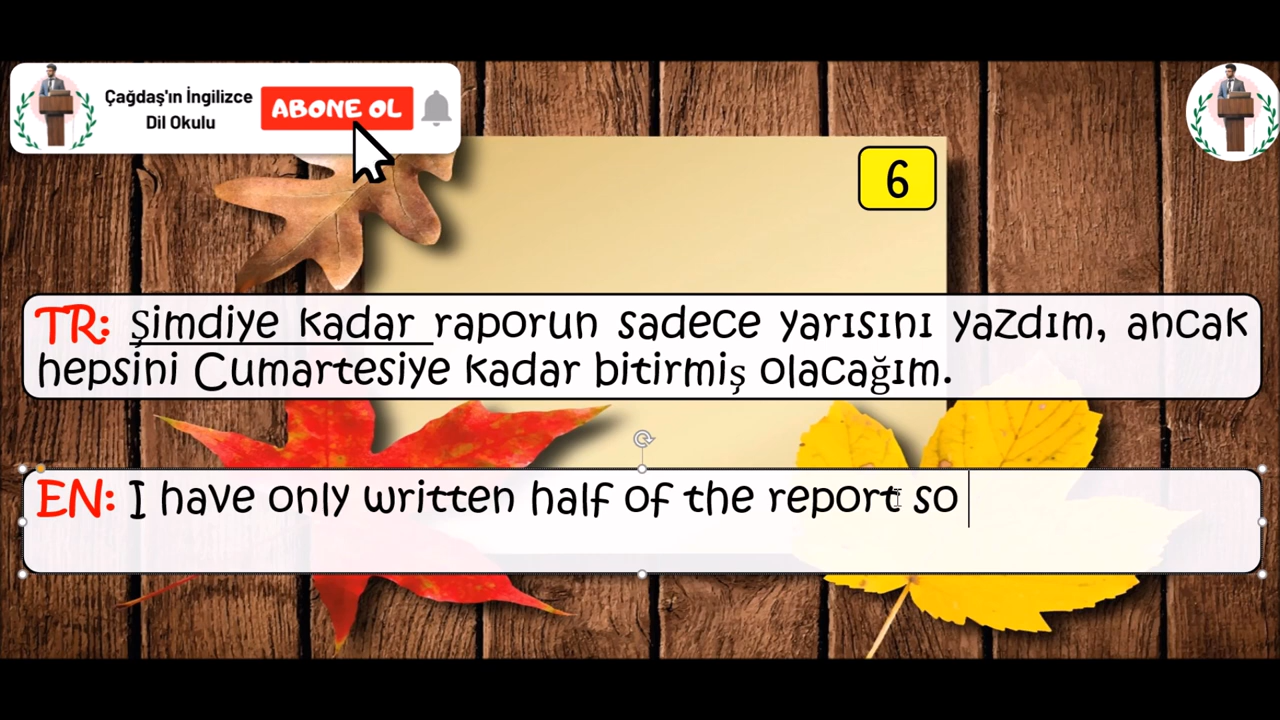 Çağdaş'ın İngilizce
Dil Okulu
ABONE OL
6
TR: Şimdiye kadar raporun sadece yarısını yazdım, ancak
hepsini Cumartesiye kadar bitirmiş olacağım.
EN: I have only written half of the report so